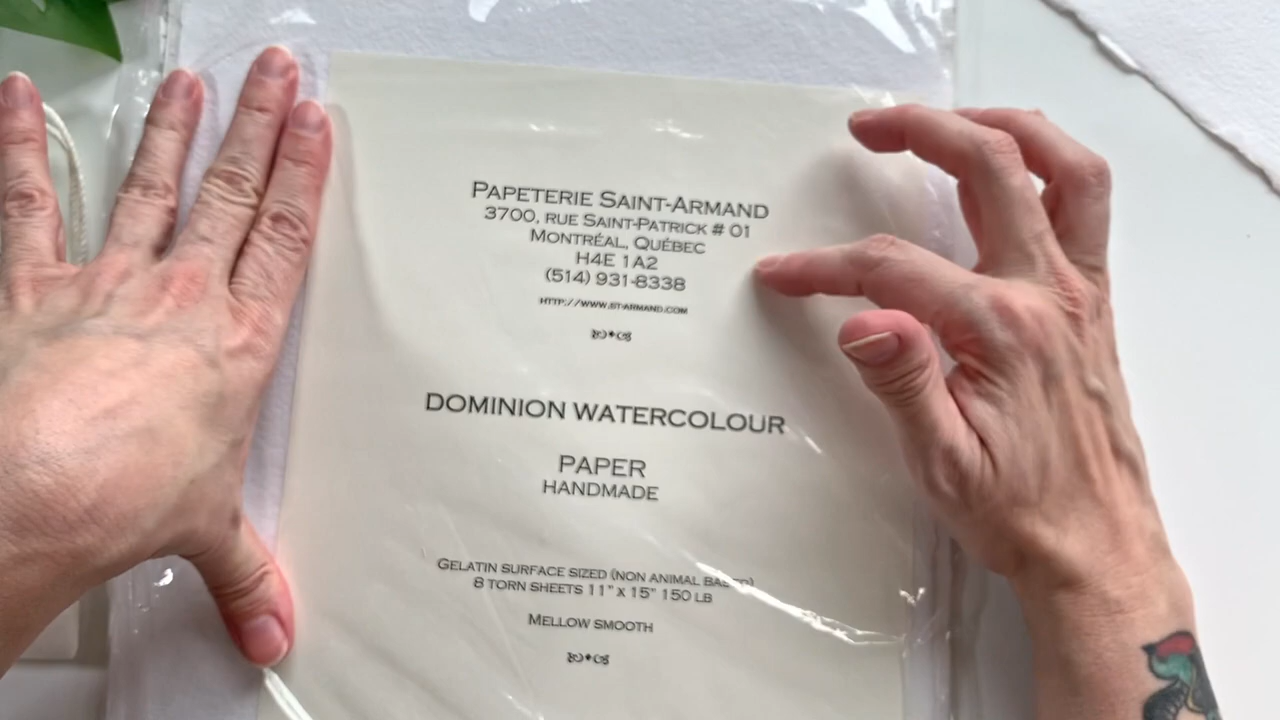 PAPETERIE SAINT-ARMAND
3700, RUE SAINT-PATRICK # 01
MONTRÉAL, QUÉBEC
H4E 1A2
(514) 931-8338
HTTP://WWW.ST-ARMAND.COM
DOMINION WATERCOLOUR
PAPER
HANDMADE
GELATIN SURFACE SIZED (NON ANIMAL BASED)
8 TORN SHEETS 11" X 15" 150 LB
MELLOW SMOOTH